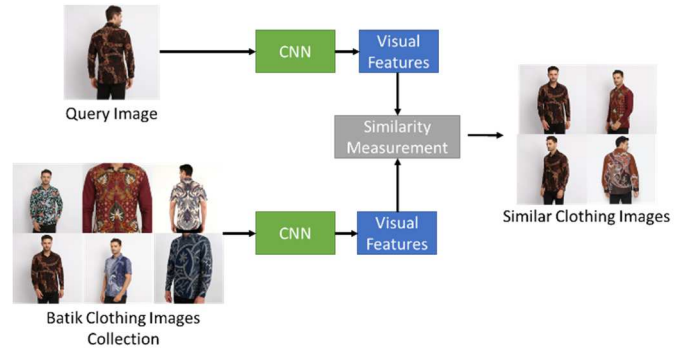 CNN
Visual
Features
Query Image
Similarity
Measurement
Similar Clothing Images
CNN
Visual
Features
Batik Clothing Images
Collection